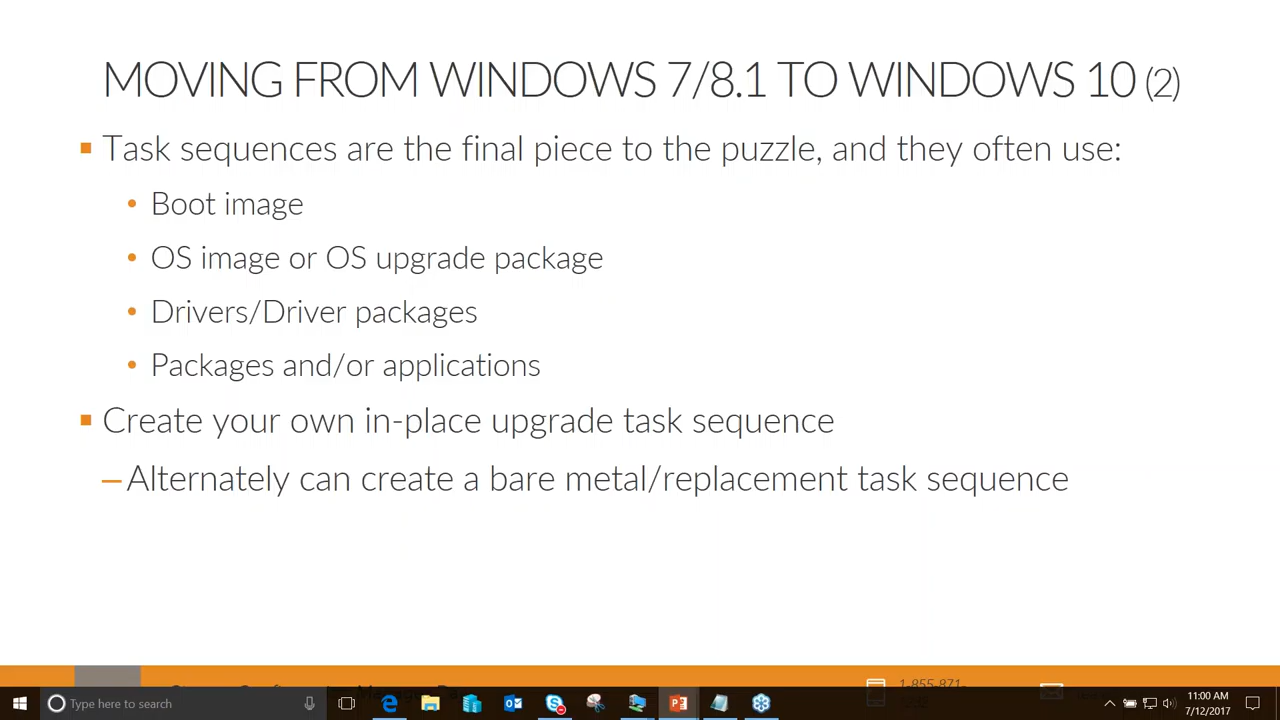 MOVING FROM WINDOWS 7/8.1 TO WINDOWS 10 (2)
Task sequences are the final piece to the puzzle, and they often use:
Boot image
OS image or OS upgrade package
Drivers/Driver packages
Packages and/or applications
Create your own in-place upgrade task sequence
–Alternately can create a bare metal/replacement task sequence
1-855-871-
Type here to search
11:00 AM
7/12/2017